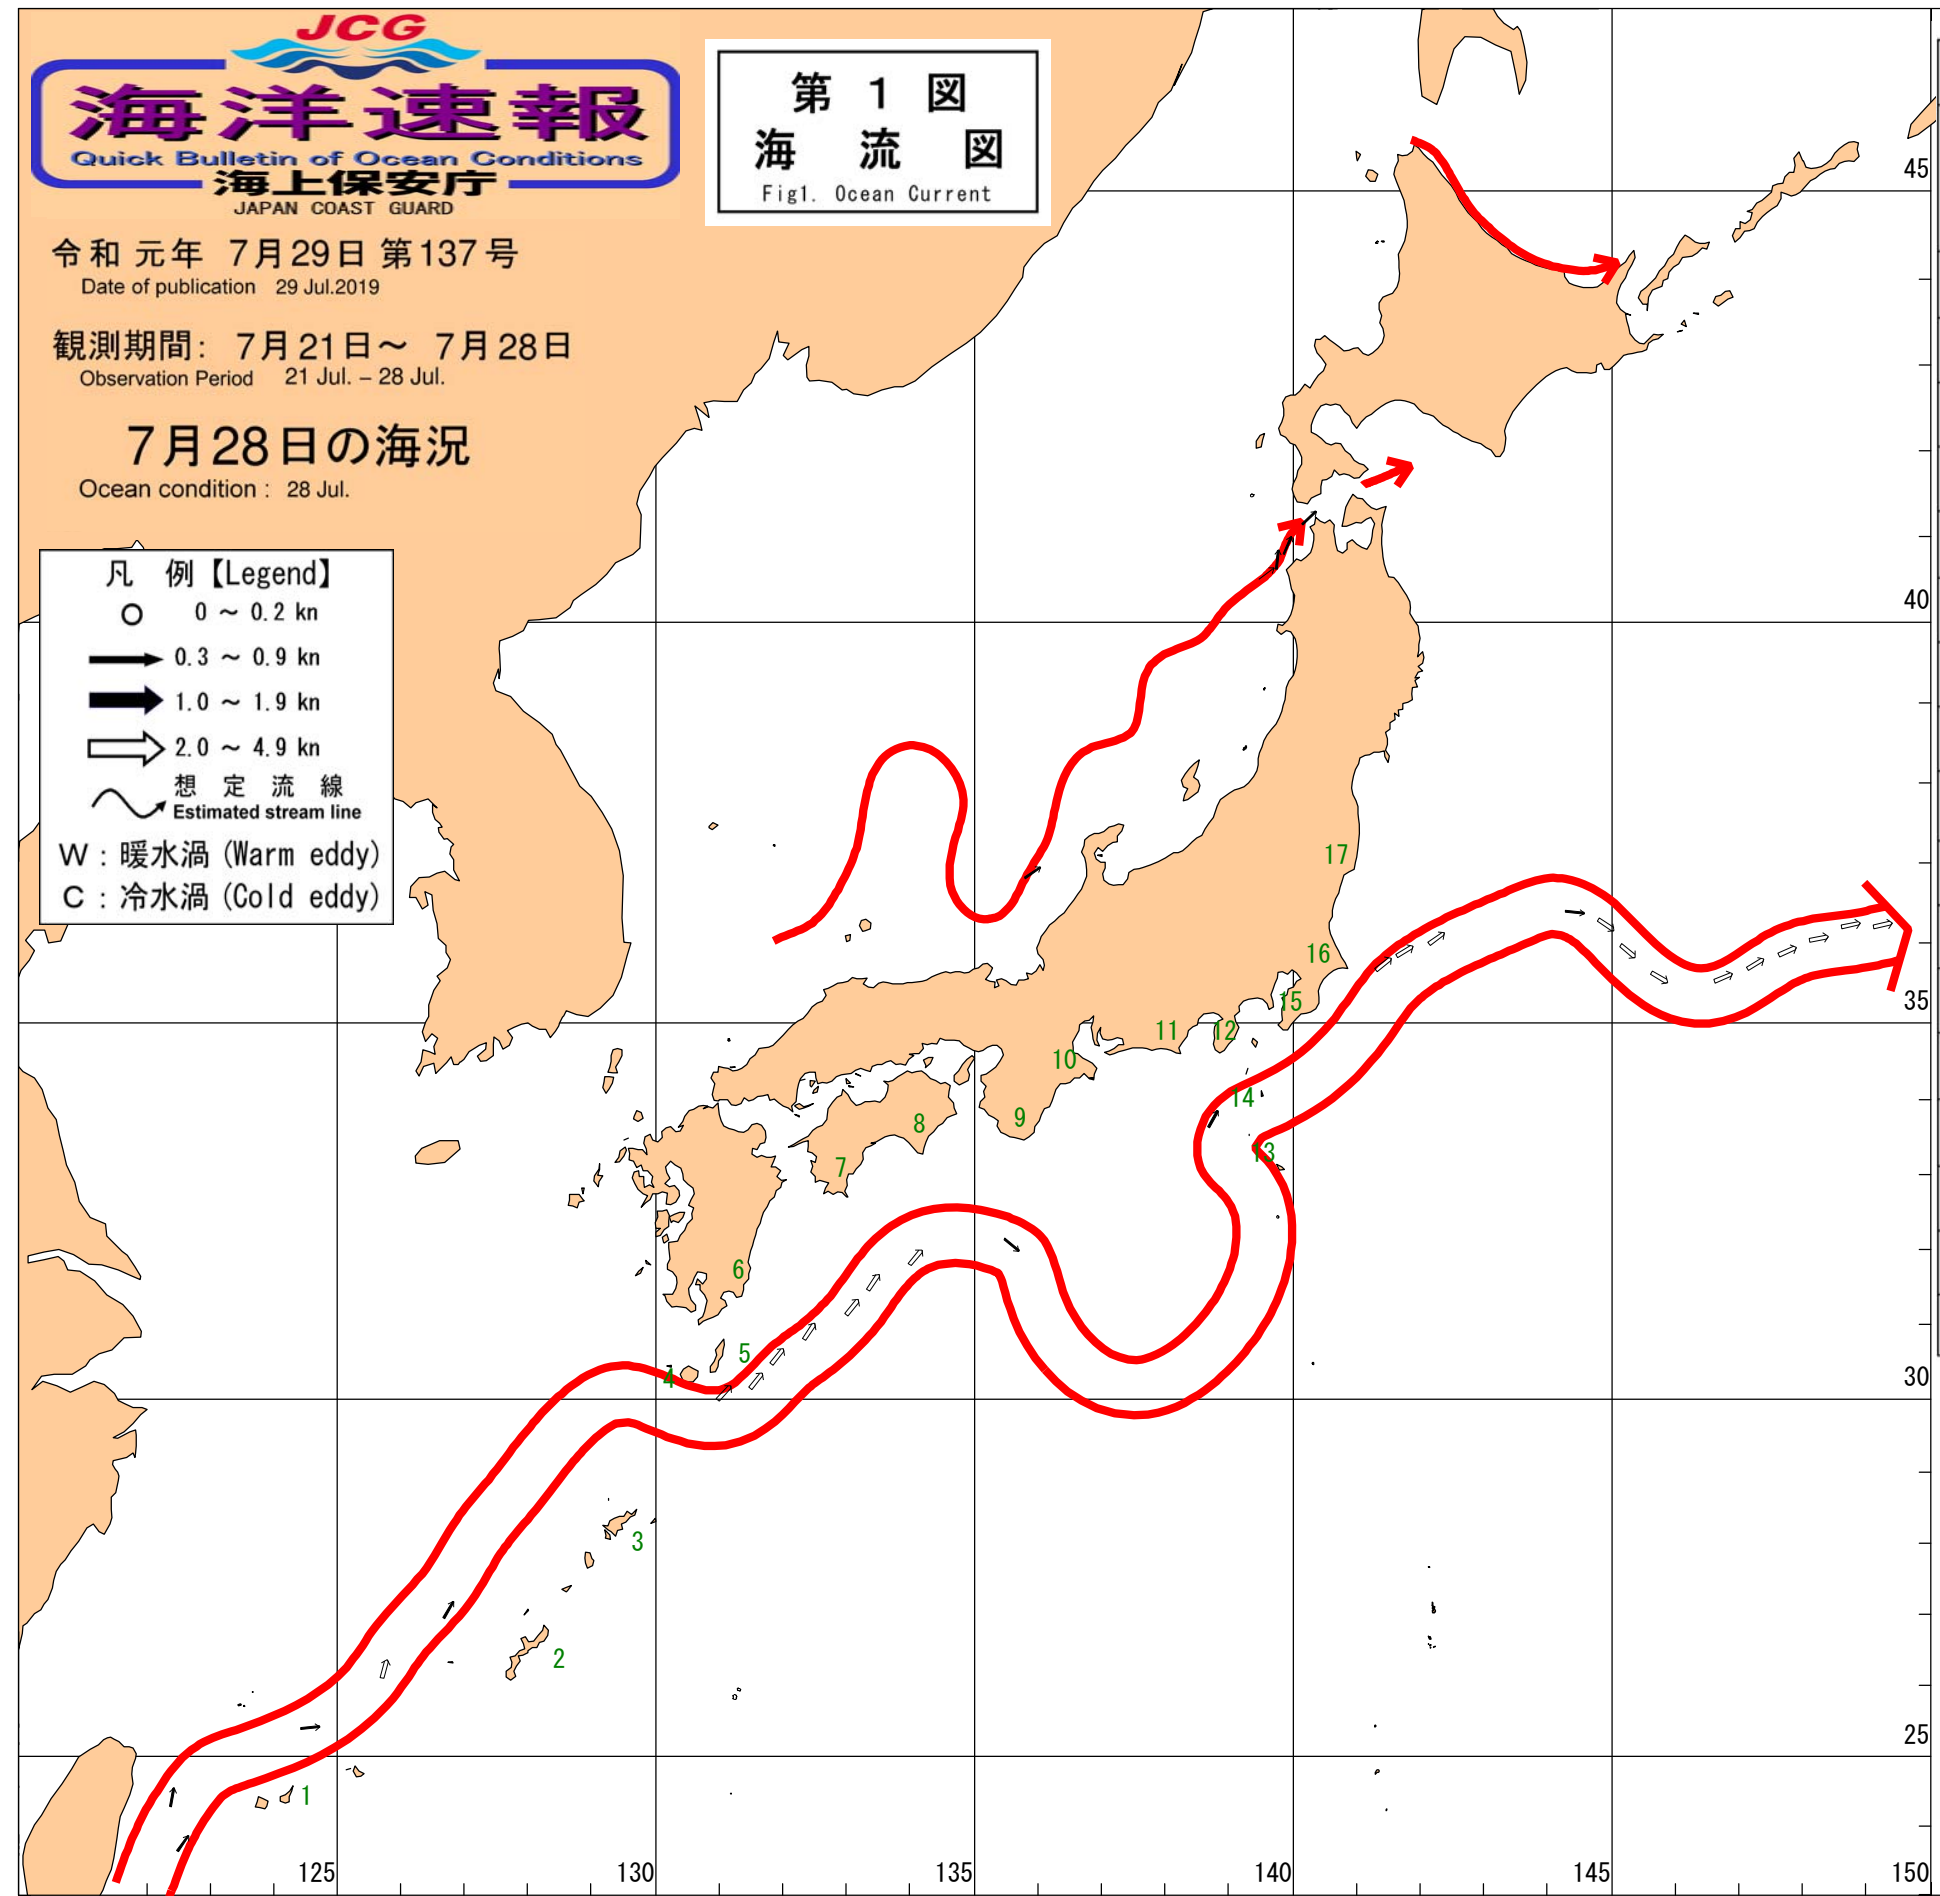 JCG
海洋速報
Quick Bulletin of Ocean Conditions
海上保安庁
JAPAN COAST GUARD
第 1 図
海 流 図
Fig1. Ocean Current
令和 元年 7月29日 第137号
Date of publication 29 Jul.2019
観測期間: 7月21日～ 7月28日
Observation Period 21 Jul. – 28 Jul.
7月28日の海況
Ocean condition : 28 Jul.
凡 例【Legend】
0 ～ 0.2 kn
0.3 ～ 0.9 kn
1.0 ～ 1.9 kn
2.0 ～ 4.9 kn
想 定 流 線
Estimated stream line
W : 暖水渦 (Warm eddy)
C : 冷水渦 (Cold eddy)
45
40
17
16
35
15
11
12
10
14
9
8
13
7
6
5
4
30
3
2
25
1
125
130
135
140
145
150